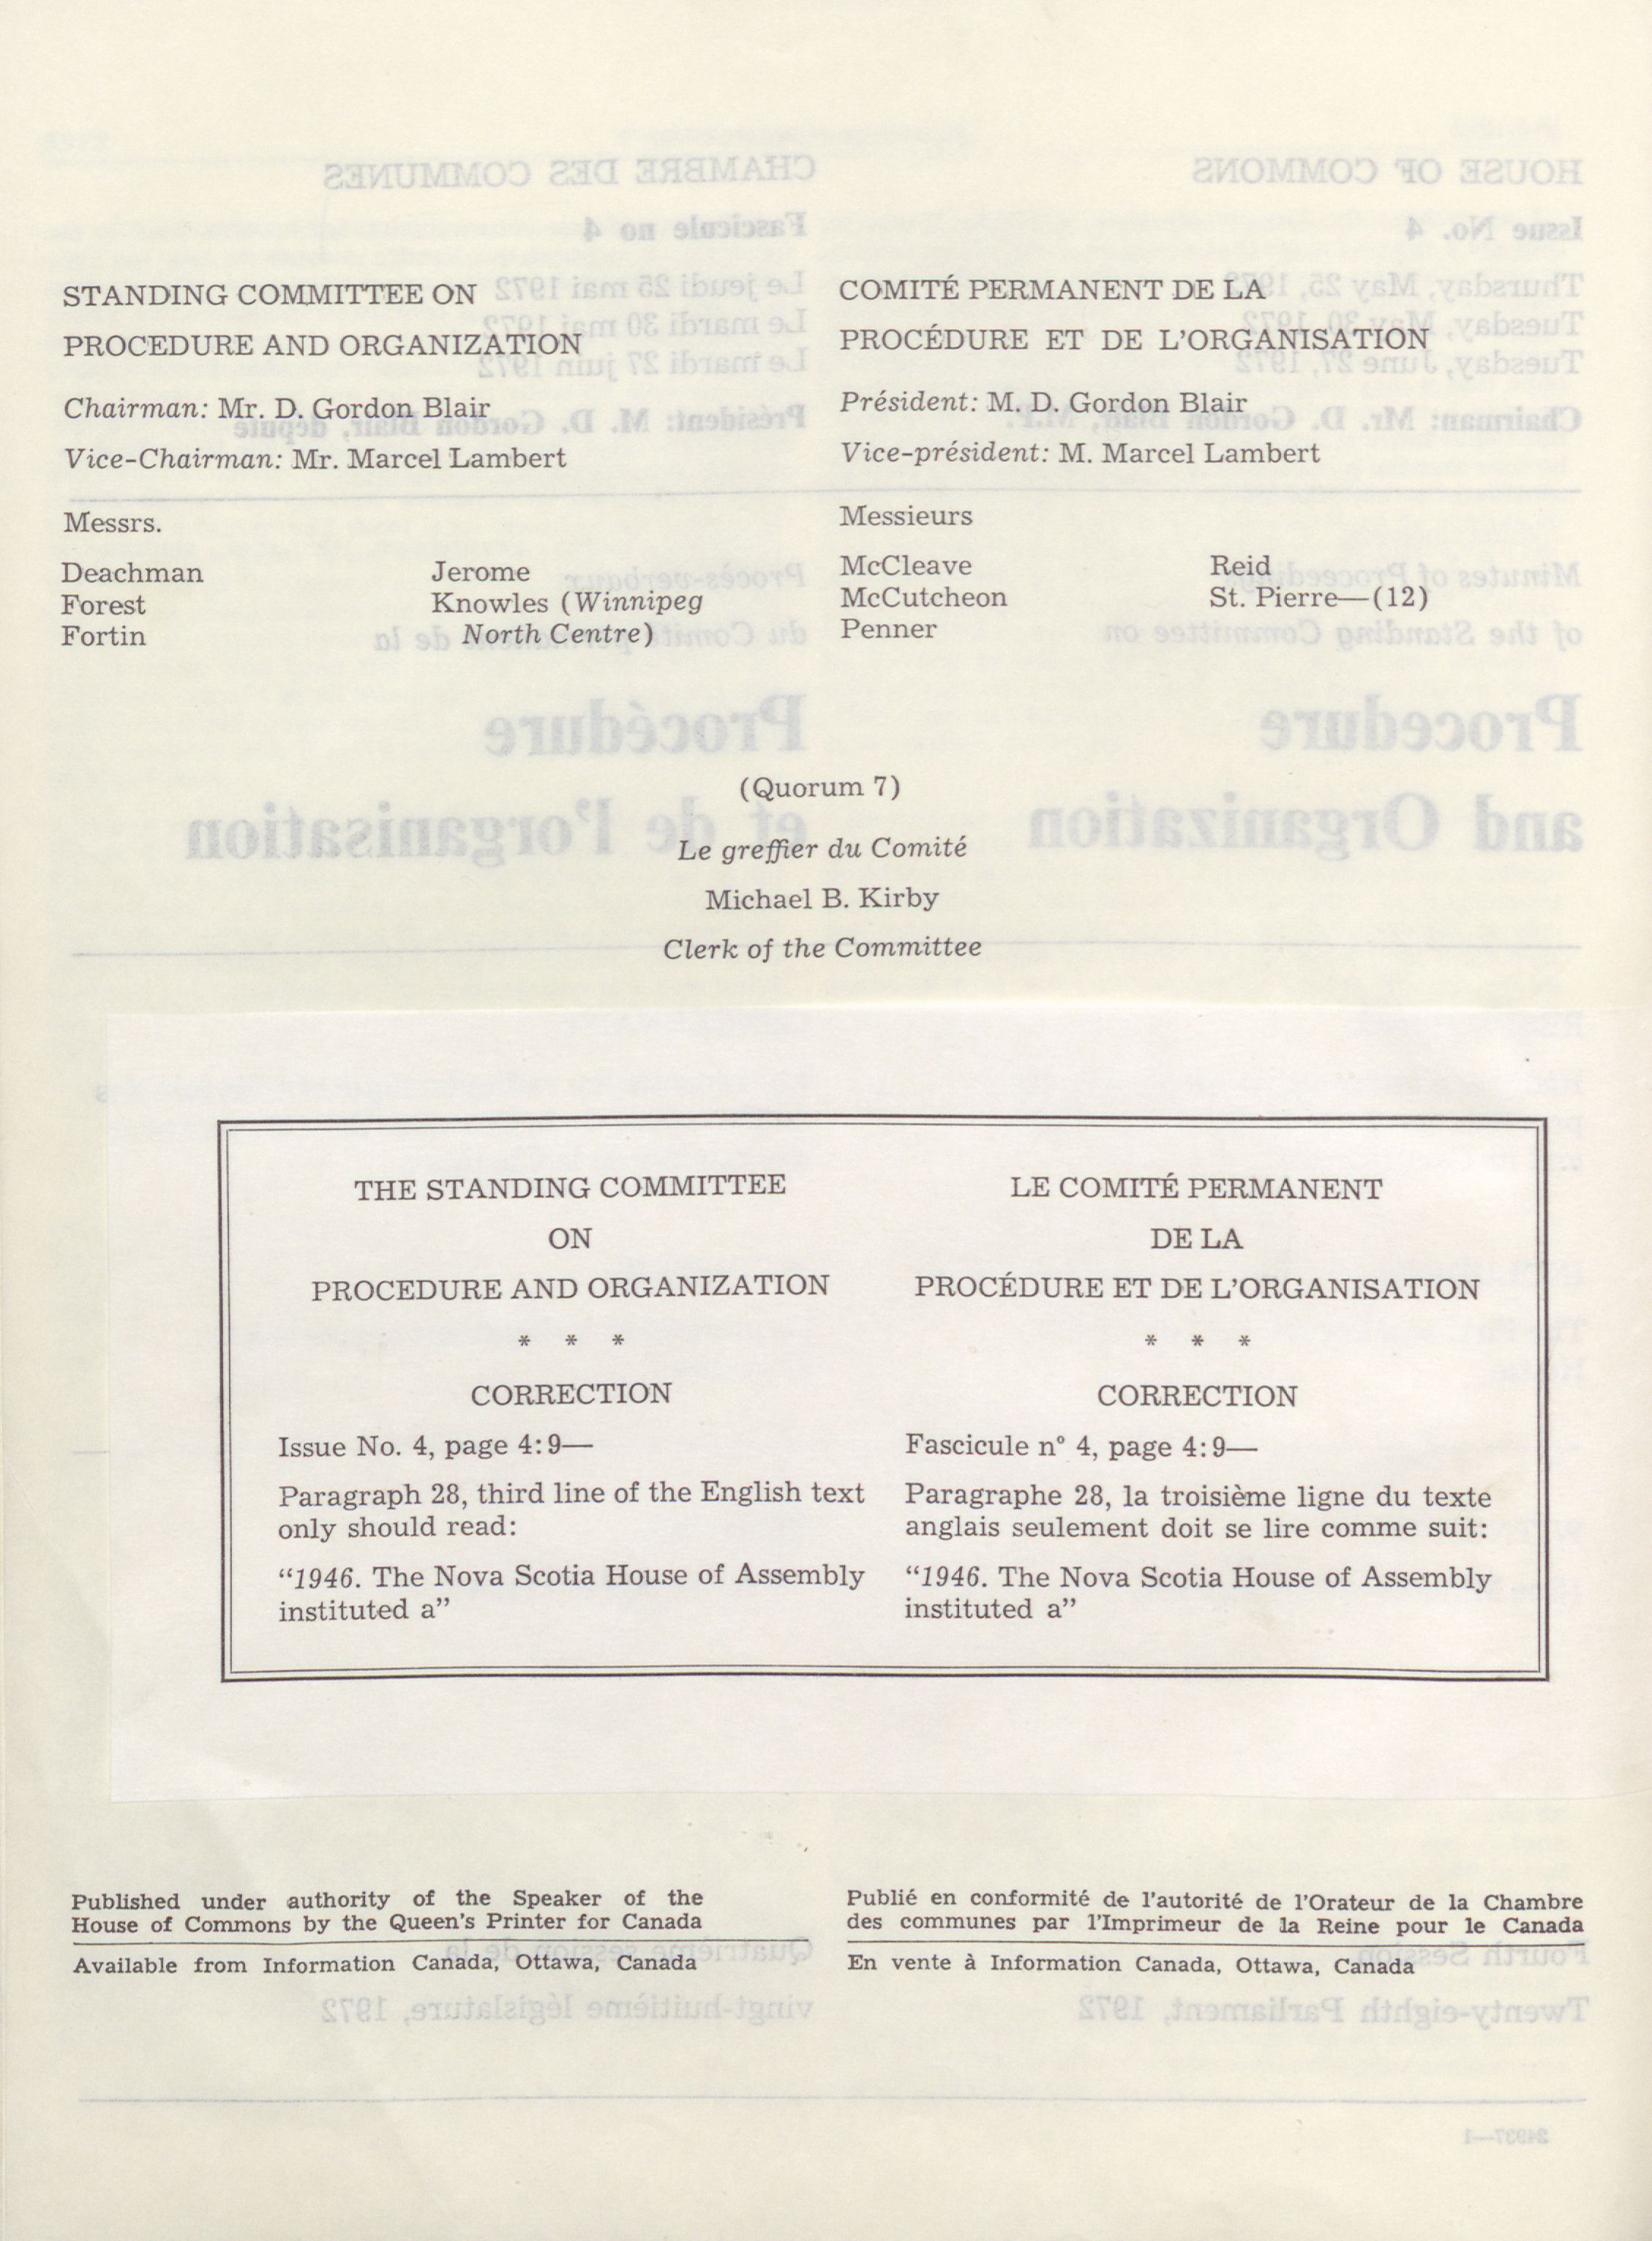 STANDING COMMITTEE ON
PROCEDURE AND ORGANIZATION
Chairman: Mr. D. Gordon Blair
Vice-Chairman: Mr. Marcel Lambert
Messrs.
Deachman
Forest
Fortin
Jerome
Knowles (Winnipeg
North Centre)
COMITÉ PERMANENT DE LA
PROCÉDURE ET DE L'ORGANISATION
Président: M. D. Gordon Blair
Vice-président: M. Marcel Lambert
Messieurs
McCleave
McCutcheon
Penner
Reid
St. Pierre—(12)
(Quorum 7)
Le greffier du Comité
Michael B. Kirby
Clerk of the Committee
THE STANDING COMMITTEE
ON
PROCEDURE AND ORGANIZATION
* * *
CORRECTION
Issue No. 4, page 4:9—
Paragraph 28, third line of the English text
only should read:
“1946. The Nova Scotia House of Assembly
instituted a”
LE COMITÉ PERMANENT
DE LA
PROCÉDURE ET DE L'ORGANISATION
* * *
CORRECTION
Fascicule nº 4, page 4:9—
Paragraphe 28, la troisième ligne du texte
anglais seulement doit se lire comme suit:
“1946. The Nova Scotia House of Assembly
instituted a”
Published under authority of the Speaker of the
House of Commons by the Queen's Printer for Canada
Available from Information Canada, Ottawa, Canada
Publié en conformité de l'autorité de l'Orateur de la Chambre
des communes par l'Imprimeur de la Reine pour le Canada
En vente à Information Canada, Ottawa, Canada